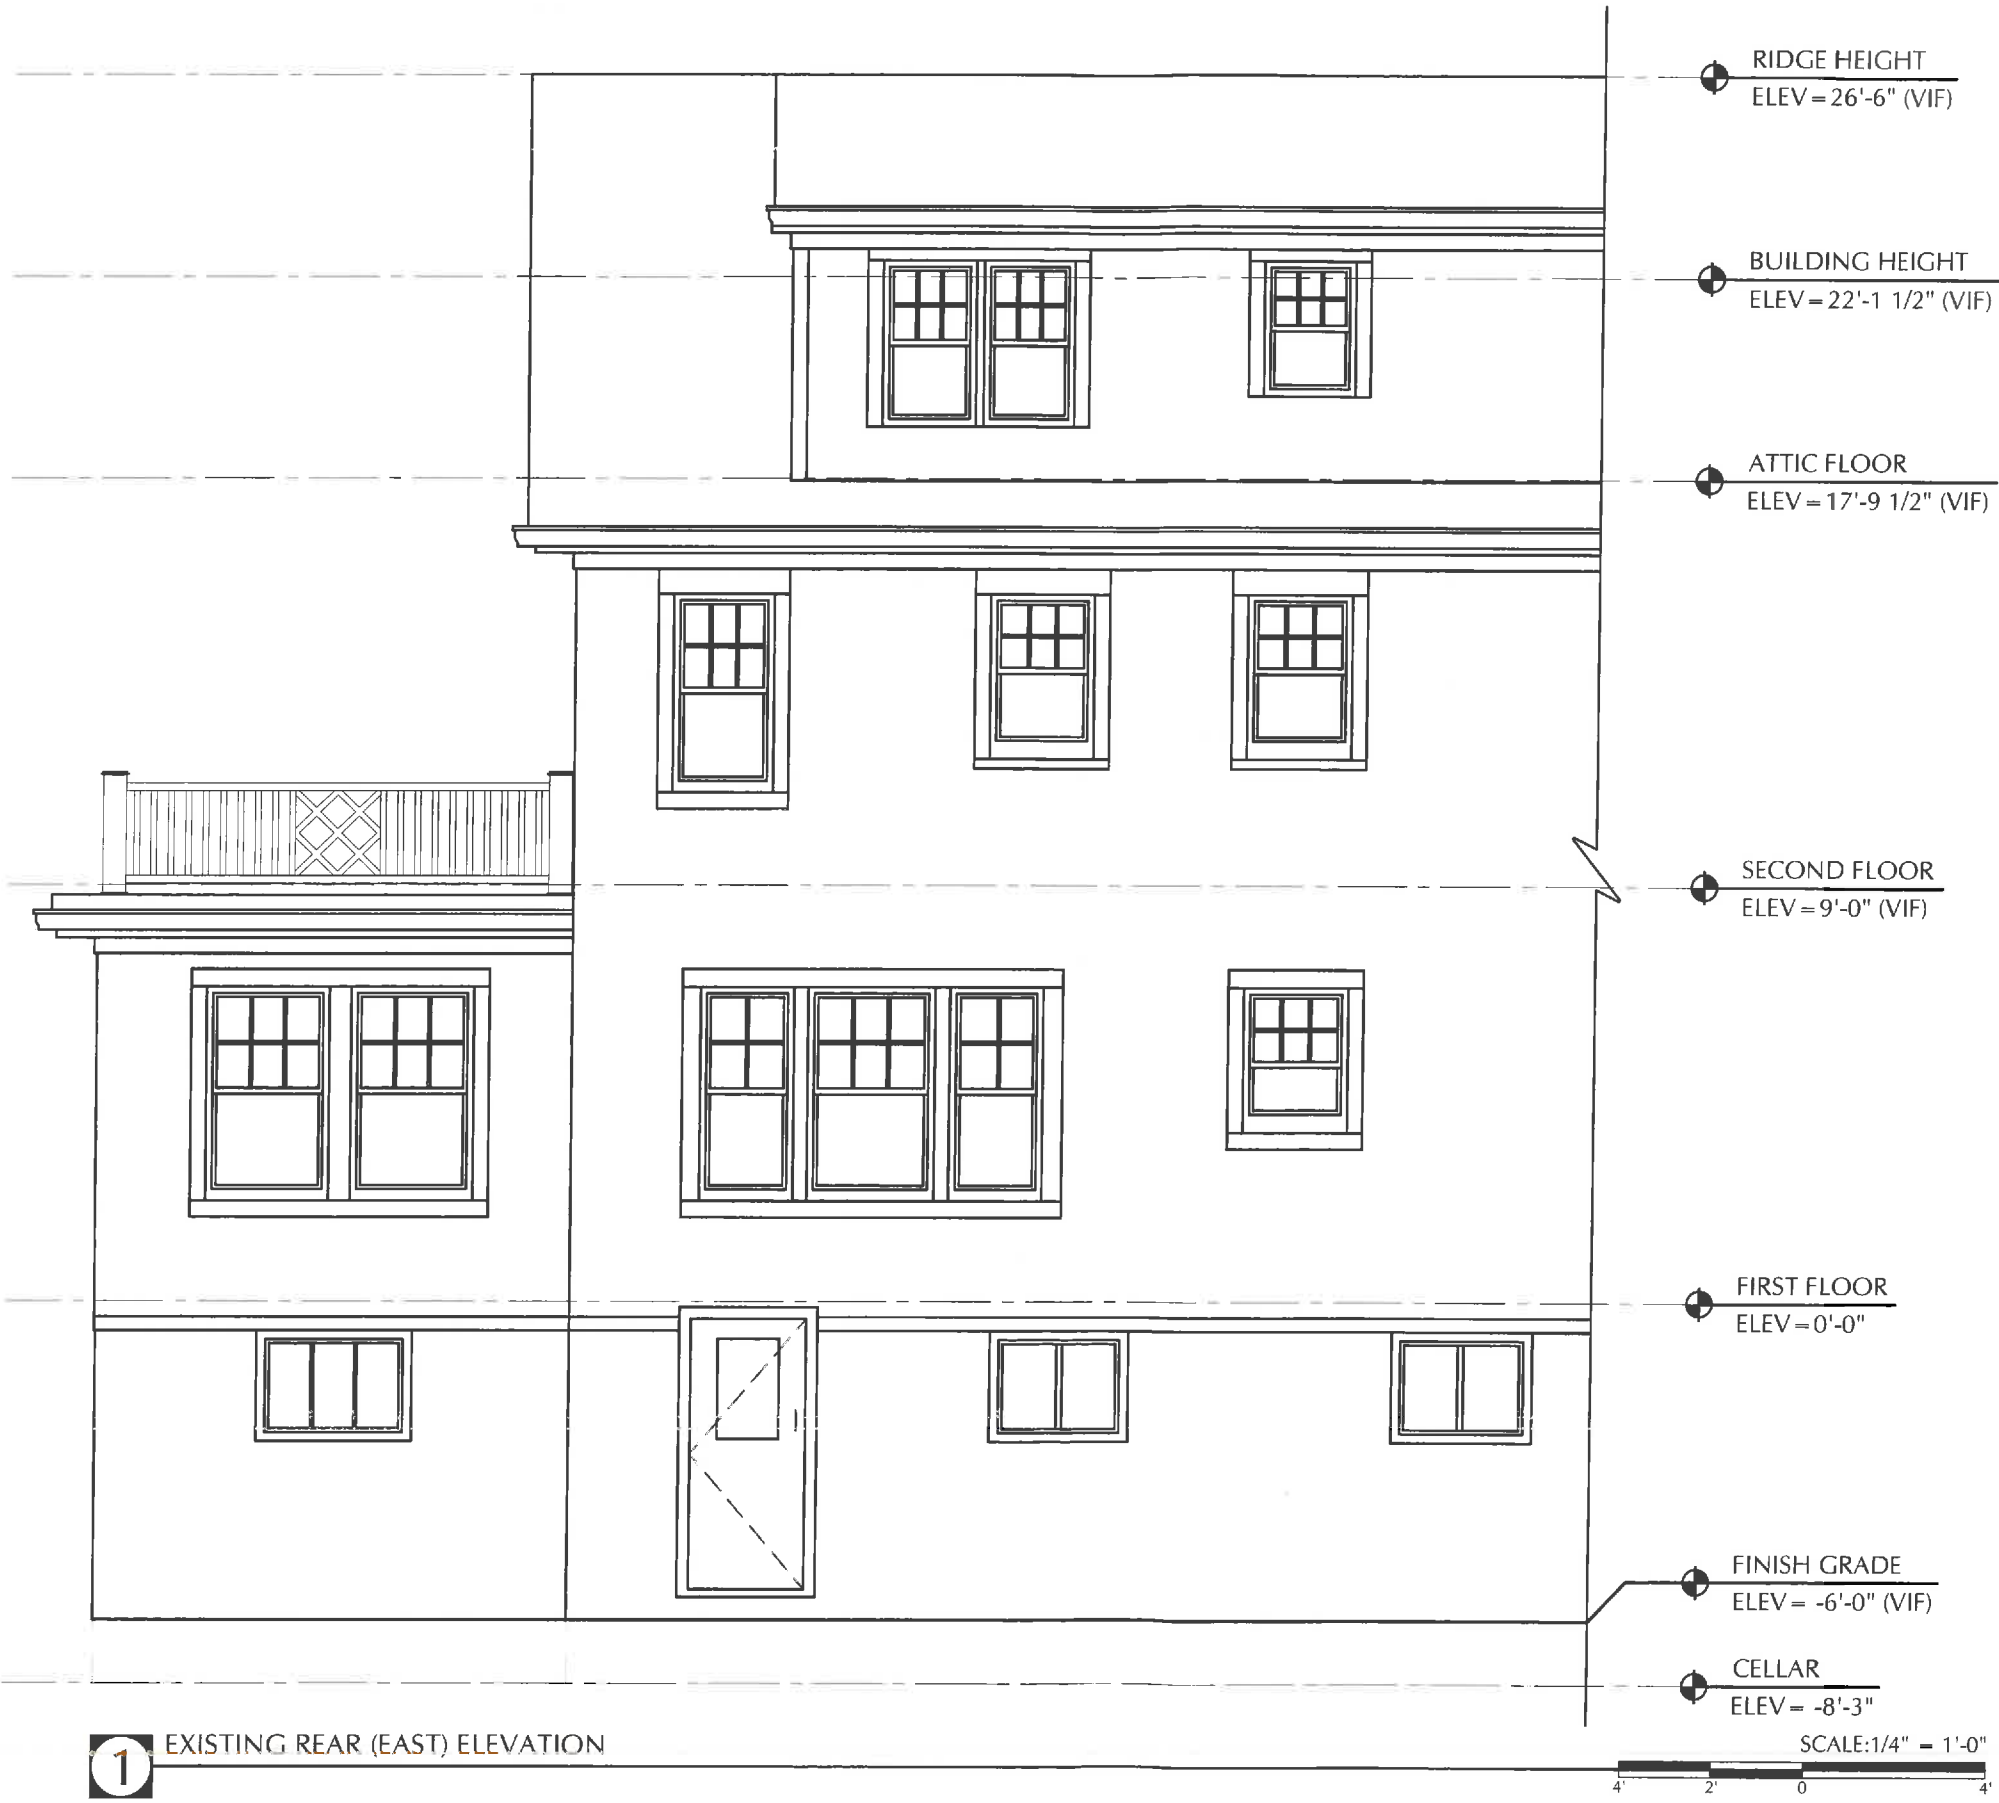 RIDGE HEIGHT
ELEV=26'-6" (VIF)
BUILDING HEIGHT
ELEV=22'-1 1/2" (VIF)
ATTIC FLOOR
ELEV=17'-9 1/2" (VIF)
SECOND FLOOR
ELEV=9'-0" (VIF)
FIRST FLOOR
ELEV=0'-0"
FINISH GRADE
ELEV= -6'-0" (VIF)
CELLAR
ELEV= -8'-3"
1 EXISTING REAR (EAST) ELEVATION
SCALE:1/4" = 1'-0"
4' 2' 0 4'